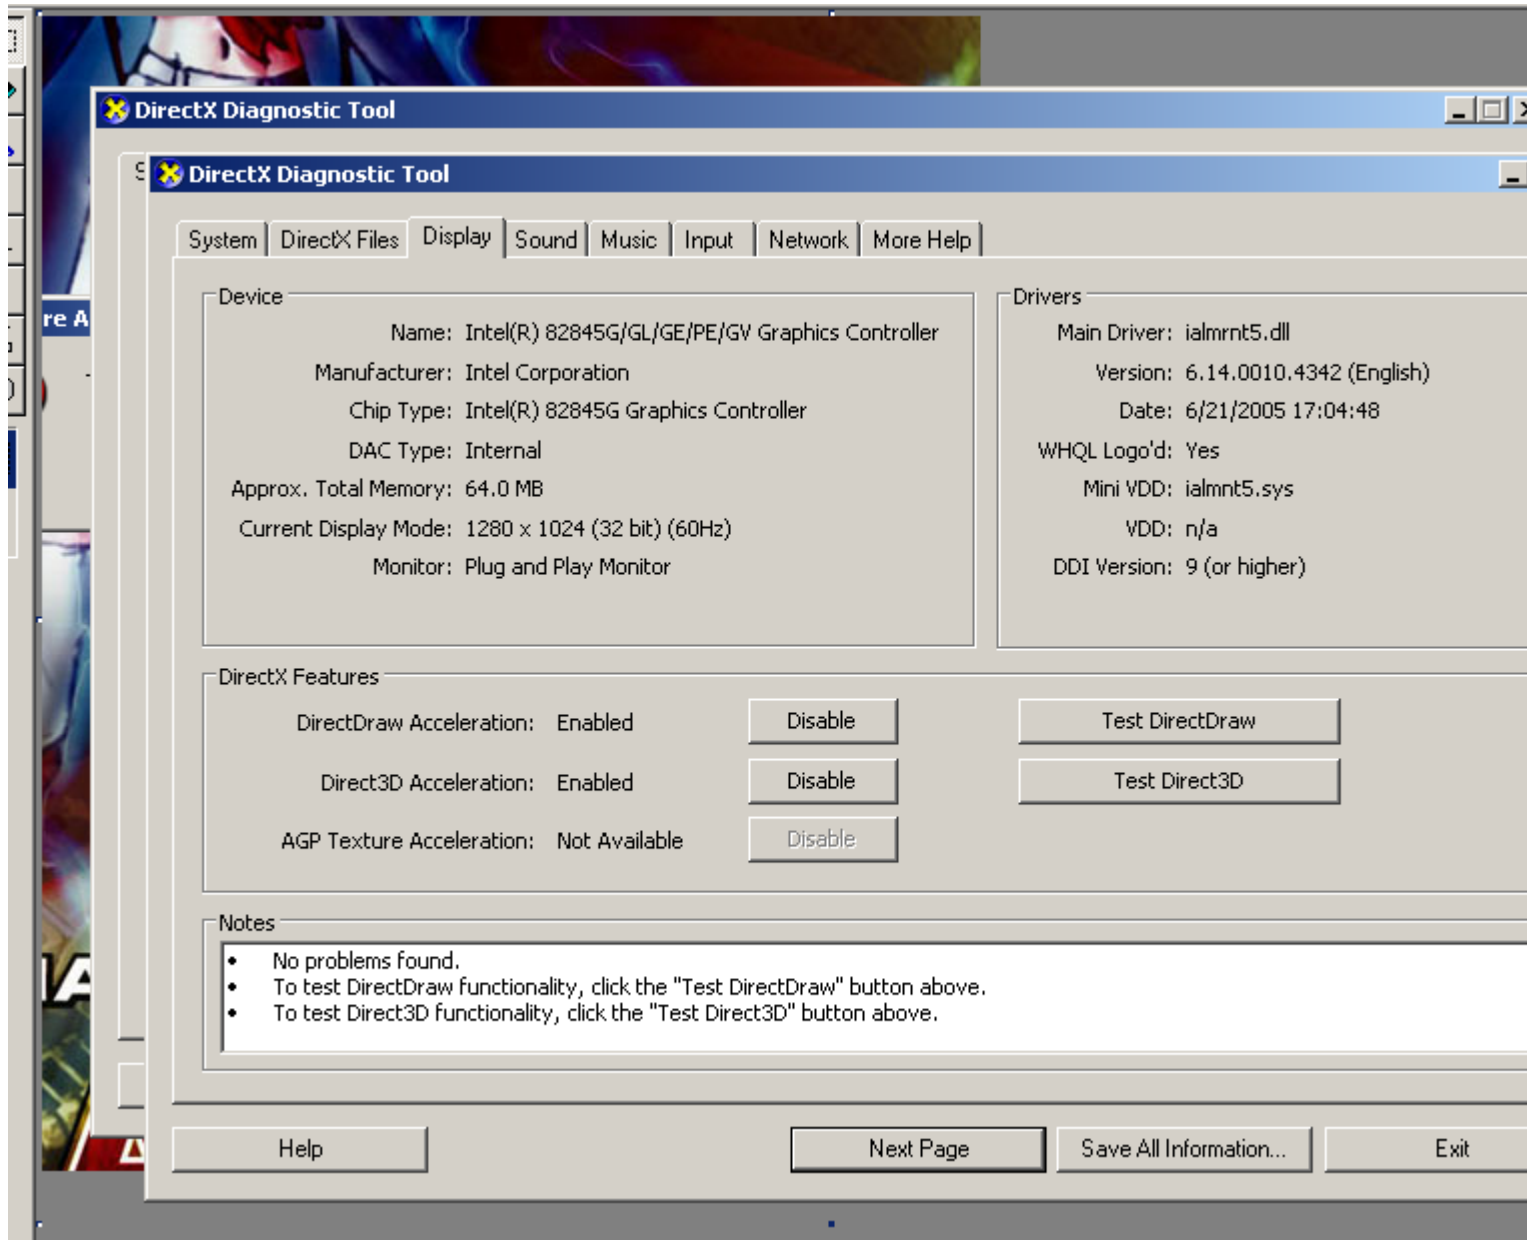 DirectX Diagnostic Tool
DirectX Diagnostic Tool
System DirectX Files Display Sound Music Input Network More Help
re A
Device
Name: Intel(R) 82845G/GL/GE/PE/GV Graphics Controller
Manufacturer: Intel Corporation
Chip Type: Intel(R) 82845G Graphics Controller
DAC Type: Internal
Approx. Total Memory: 64.0 MB
Current Display Mode: 1280 x 1024 (32 bit) (60Hz)
Monitor: Plug and Play Monitor
Drivers
Main Driver: ialmrnt5.dll
Version: 6.14.0010.4342 (English)
Date: 6/21/2005 17:04:48
WHQL Logo'd: Yes
Mini VDD: ialmnt5.sys
VDD: n/a
DDI Version: 9 (or higher)
DirectX Features
DirectDraw Acceleration: Enabled Disable Test DirectDraw
Direct3D Acceleration: Enabled Disable Test Direct3D
AGP Texture Acceleration: Not Available Disable
Notes
• No problems found.
• To test DirectDraw functionality, click the "Test DirectDraw" button above.
• To test Direct3D functionality, click the "Test Direct3D" button above.
Help Next Page Save All Information... Exit